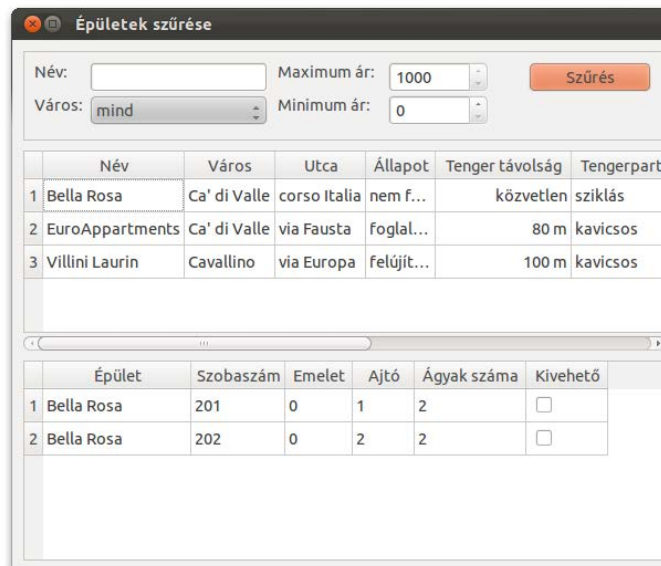 Épületek szűrése
Név: Maximum ár: 1000 Szűrés
Város: mind Minimum ár: 0
Név Város Utca Állapot Tenger távolság Tengerpart
1 Bella Rosa Ca' di Valle corso Italia nem f... közvetlen sziklás
2 EuroAppartments Ca' di Valle via Fausta foglal... 80 m kavicsos
3 Villini Laurin Cavallino via Europa felújít... 100 m kavicsos
Épület Szobaszám Emelet Ajtó Ágyak száma Kivehető
1 Bella Rosa 201 0 1 2
2 Bella Rosa 202 0 2 2